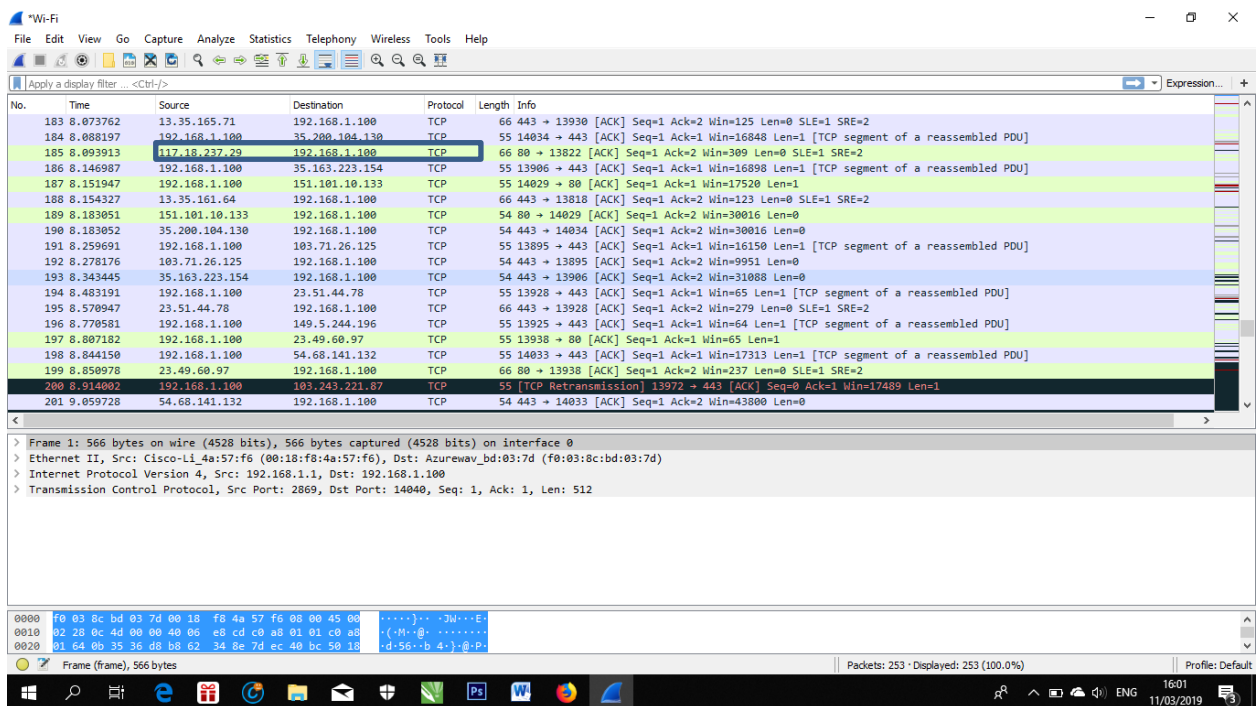 *Wi-Fi
File Edit View Go Capture Analyze Statistics Telephony Wireless Tools Help
Apply a display filter ... <Ctrl-/> Expression... +
No. Time Source Destination Protocol Length Info
183 8.073762 13.35.165.71 192.168.1.100 TCP 66 443 → 13930 [ACK] Seq=1 Ack=2 Win=125 Len=0 SLE=1 SRE=2
184 8.088197 192.168.1.100 35.200.104.130 TCP 55 14034 → 443 [ACK] Seq=1 Ack=1 Win=16848 Len=1 [TCP segment of a reassembled PDU]
185 8.093913 117.18.237.29 192.168.1.100 TCP 66 80 → 13822 [ACK] Seq=1 Ack=2 Win=309 Len=0 SLE=1 SRE=2
186 8.146987 192.168.1.100 35.163.223.154 TCP 55 13906 → 443 [ACK] Seq=1 Ack=1 Win=16898 Len=1 [TCP segment of a reassembled PDU]
187 8.151947 192.168.1.100 151.101.10.133 TCP 55 14029 → 80 [ACK] Seq=1 Ack=1 Win=17520 Len=1
188 8.154327 13.35.161.64 192.168.1.100 TCP 66 443 → 13818 [ACK] Seq=1 Ack=2 Win=123 Len=0 SLE=1 SRE=2
189 8.183051 151.101.10.133 192.168.1.100 TCP 54 80 → 14029 [ACK] Seq=1 Ack=2 Win=30016 Len=0
190 8.183052 35.200.104.130 192.168.1.100 TCP 54 443 → 14034 [ACK] Seq=1 Ack=2 Win=30016 Len=0
191 8.259691 192.168.1.100 103.71.26.125 TCP 55 13895 → 443 [ACK] Seq=1 Ack=1 Win=16150 Len=1 [TCP segment of a reassembled PDU]
192 8.278176 103.71.26.125 192.168.1.100 TCP 54 443 → 13895 [ACK] Seq=1 Ack=2 Win=9951 Len=0
193 8.343445 35.163.223.154 192.168.1.100 TCP 54 443 → 13906 [ACK] Seq=1 Ack=2 Win=31088 Len=0
194 8.483191 192.168.1.100 23.51.44.78 TCP 55 13928 → 443 [ACK] Seq=1 Ack=1 Win=65 Len=1 [TCP segment of a reassembled PDU]
195 8.570947 23.51.44.78 192.168.1.100 TCP 66 443 → 13928 [ACK] Seq=1 Ack=2 Win=279 Len=0 SLE=1 SRE=2
196 8.770581 192.168.1.100 149.5.244.196 TCP 55 13925 → 443 [ACK] Seq=1 Ack=1 Win=64 Len=1 [TCP segment of a reassembled PDU]
197 8.807182 192.168.1.100 23.49.60.97 TCP 55 13938 → 80 [ACK] Seq=1 Ack=1 Win=65 Len=1
198 8.844150 192.168.1.100 54.68.141.132 TCP 55 14033 → 443 [ACK] Seq=1 Ack=1 Win=17313 Len=1 [TCP segment of a reassembled PDU]
199 8.850978 23.49.60.97 192.168.1.100 TCP 66 80 → 13938 [ACK] Seq=1 Ack=2 Win=237 Len=0 SLE=1 SRE=2
200 8.914002 192.168.1.100 103.243.221.87 TCP 55 [TCP Retransmission] 13972 → 443 [ACK] Seq=0 Ack=1 Win=17489 Len=1
201 9.059728 54.68.141.132 192.168.1.100 TCP 54 443 → 14033 [ACK] Seq=1 Ack=2 Win=43800 Len=0
> Frame 1: 566 bytes on wire (4528 bits), 566 bytes captured (4528 bits) on interface 0
> Ethernet II, Src: Cisco-Li_4a:57:f6 (00:18:f8:4a:57:f6), Dst: Azurewav_bd:03:7d (f0:03:8c:bd:03:7d)
> Internet Protocol Version 4, Src: 192.168.1.1, Dst: 192.168.1.100
> Transmission Control Protocol, Src Port: 2869, Dst Port: 14040, Seq: 1, Ack: 1, Len: 512
0000 f0 03 8c bd 03 7d 00 18 f8 4a 57 f6 08 00 45 00 ·····}·· ·JW···E·
0010 02 28 0c 4d 00 00 40 06 e8 cd c0 a8 01 01 c0 a8 ·(·M··@· ········
0020 01 64 0b 35 36 d8 b8 62 34 8e 7d ec 40 bc 50 18 ·d·56··b 4·}·@·P·
Frame (frame), 566 bytes Packets: 253 · Displayed: 253 (100.0%) Profile: Default
Ps W ENG 16:01
11/03/2019 3